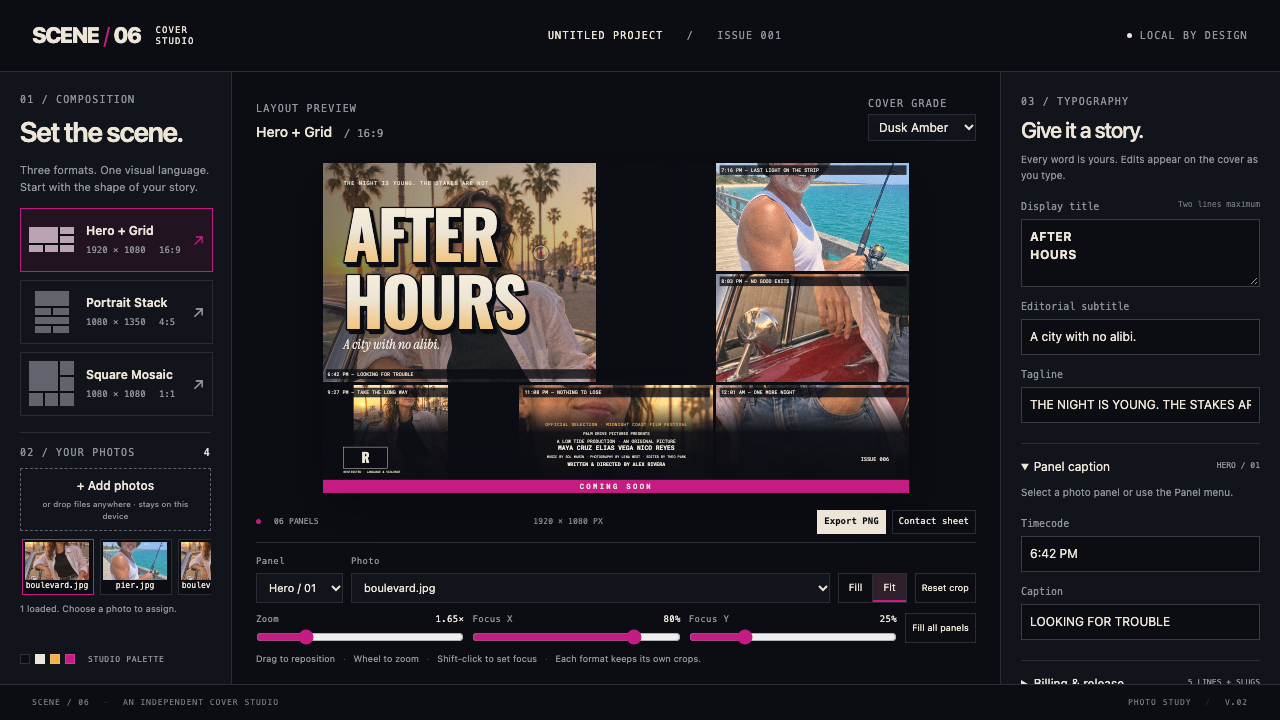 SCENE / 06
COVER
STUDIO
UNTITLED PROJECT / ISSUE 001
LOCAL BY DESIGN
01 / COMPOSITION
Set the scene.
Three formats. One visual language.
Start with the shape of your story.
Hero + Grid
1920 × 1080 16:9
Portrait Stack
1080 × 1350 4:5
Square Mosaic
1080 × 1080 1:1
02 / YOUR PHOTOS 4
+ Add photos
or drop files anywhere · stays on this
device
boulevard.jpg
pier.jpg
boulev
1 loaded. Choose a photo to assign.
STUDIO PALETTE
LAYOUT PREVIEW
Hero + Grid / 16:9
COVER GRADE
Dusk Amber
THE NIGHT IS YOUNG. THE STAKES ARE NOT.
AFTER
HOURS
A city with no alibi.
6:42 PM — LOOKING FOR TROUBLE
7:16 PM — LAST LIGHT ON THE STRIP
8:03 PM — NO GOOD EXITS
9:27 PM — TAKE THE LONG WAY
11:08 PM — NOTHING TO LOSE
12:01 AM — ONE MORE NIGHT
R
RESTRICTED LANGUAGE & VIOLENCE
OFFICIAL SELECTION · MIDNIGHT COAST FILM FESTIVAL
PALM DRIVE PICTURES PRESENTS
A LOW TIDE PRODUCTION · AN ORIGINAL PICTURE
MAYA CRUZ ELIAS VEGA NICO REYES
MUSIC BY SOL MARIN · PHOTOGRAPHY BY LENA WEST · EDITED BY THEO PARK
WRITTEN & DIRECTED BY ALEX RIVERA
ISSUE 006
COMING SOON
06 PANELS
1920 × 1080 PX
Export PNG
Contact sheet
Panel
Hero / 01
Photo
boulevard.jpg
Fill
Fit
Reset crop
Zoom 1.65×
Focus X 80%
Focus Y 25%
Fill all panels
Drag to reposition · Wheel to zoom · Shift-click to set focus · Each format keeps its own crops.
03 / TYPOGRAPHY
Give it a story.
Every word is yours. Edits appear on the cover as
you type.
Display title Two lines maximum
AFTER
HOURS
Editorial subtitle
A city with no alibi.
Tagline
THE NIGHT IS YOUNG. THE STAKES AR
Panel caption HERO / 01
Select a photo panel or use the Panel menu.
Timecode
6:42 PM
Caption
LOOKING FOR TROUBLE
Billing & release 5 LINES + SLUGS
SCENE / 06 — AN INDEPENDENT COVER STUDIO
PHOTO STUDY / V.02